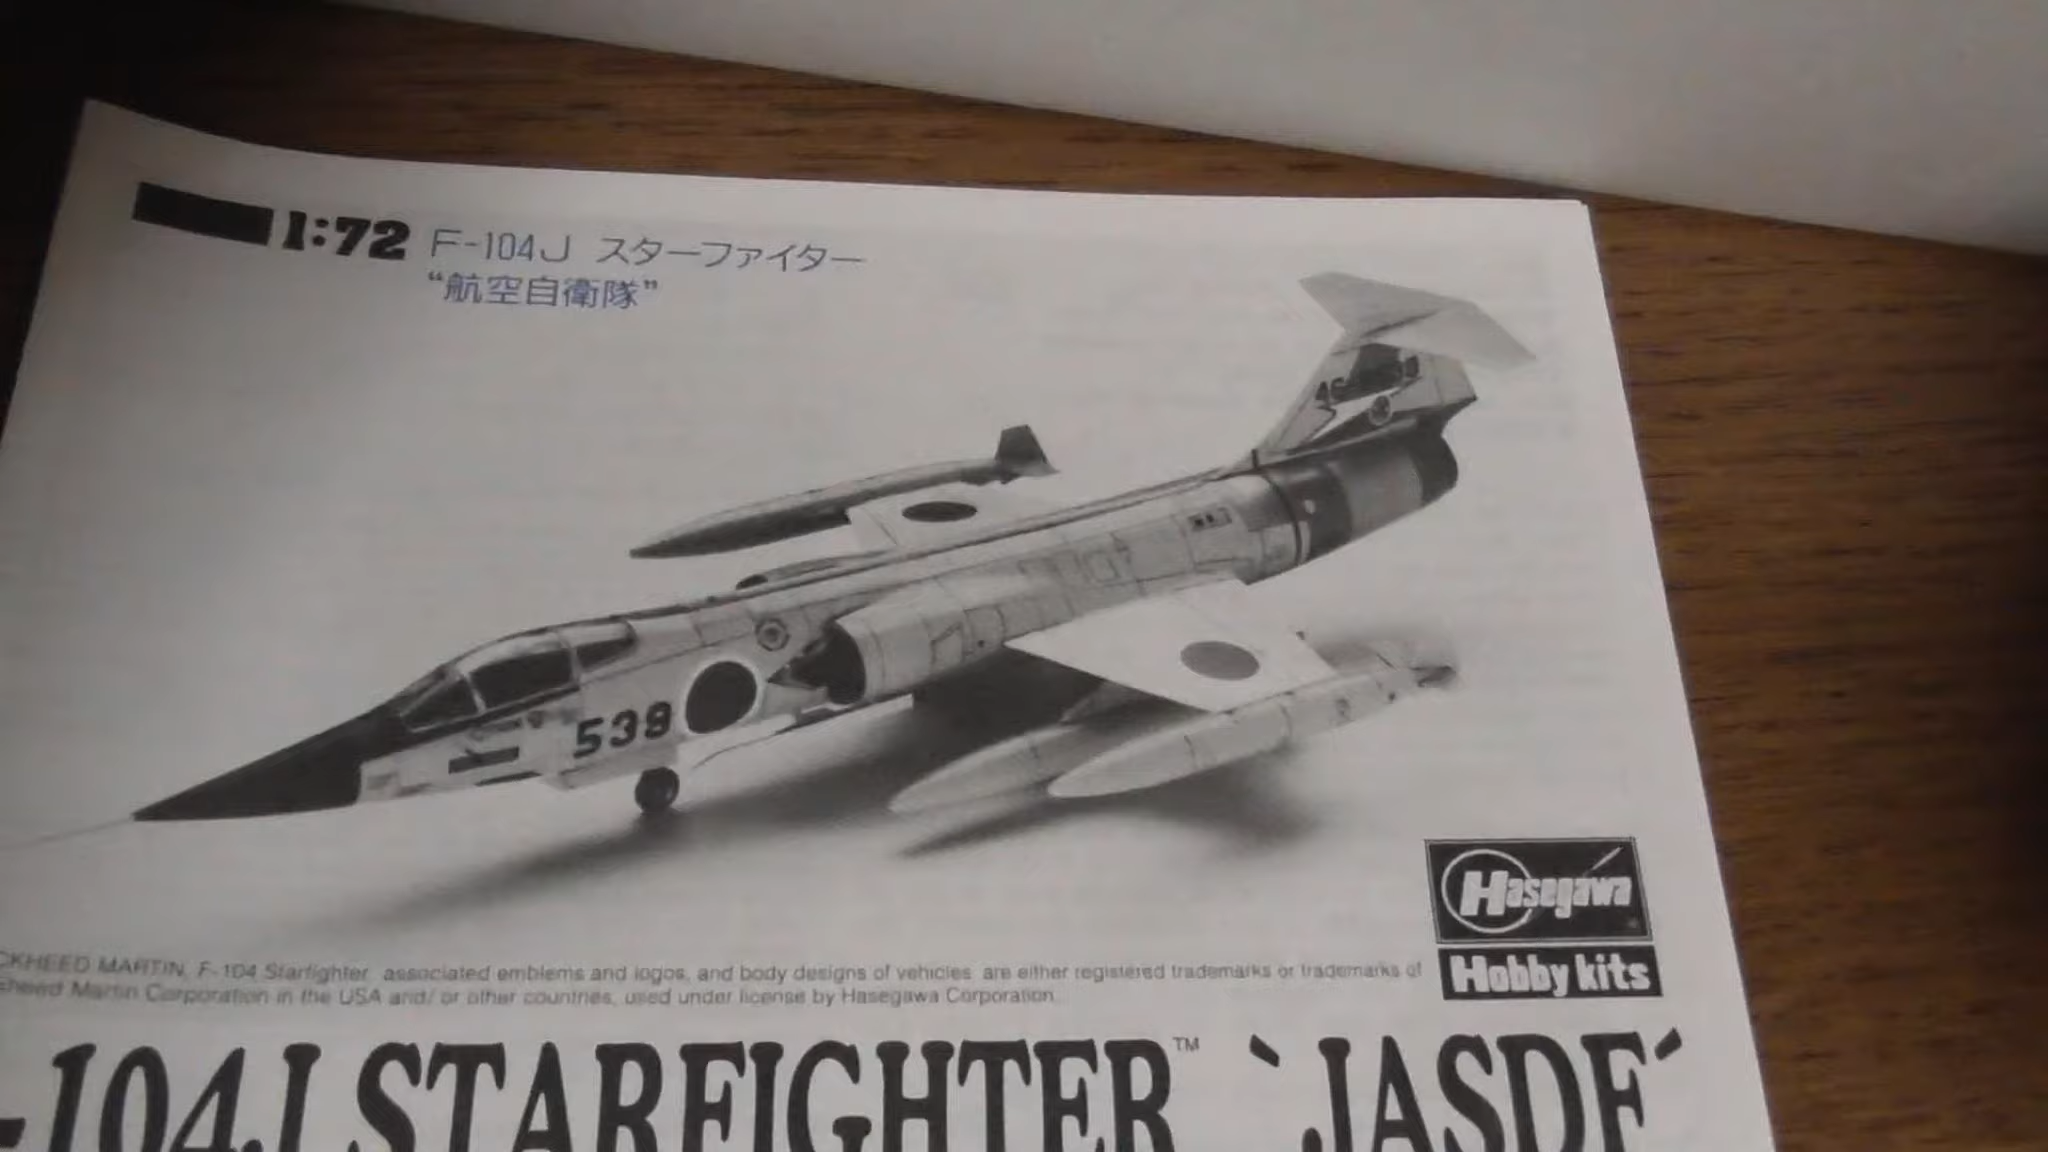 1:72 F-104J スターファイター
“航空自衛隊”
538
Hasegawa
Hobby kits
CKHEED MARTIN, F-104 Starfighter, associated emblems and logos, and body designs of vehicles are either registered trademarks or trademarks of
heed Martin Corporation in the USA and/or other countries, used under license by Hasegawa Corporation
-104J STARFIGHTER™ `JASDF´